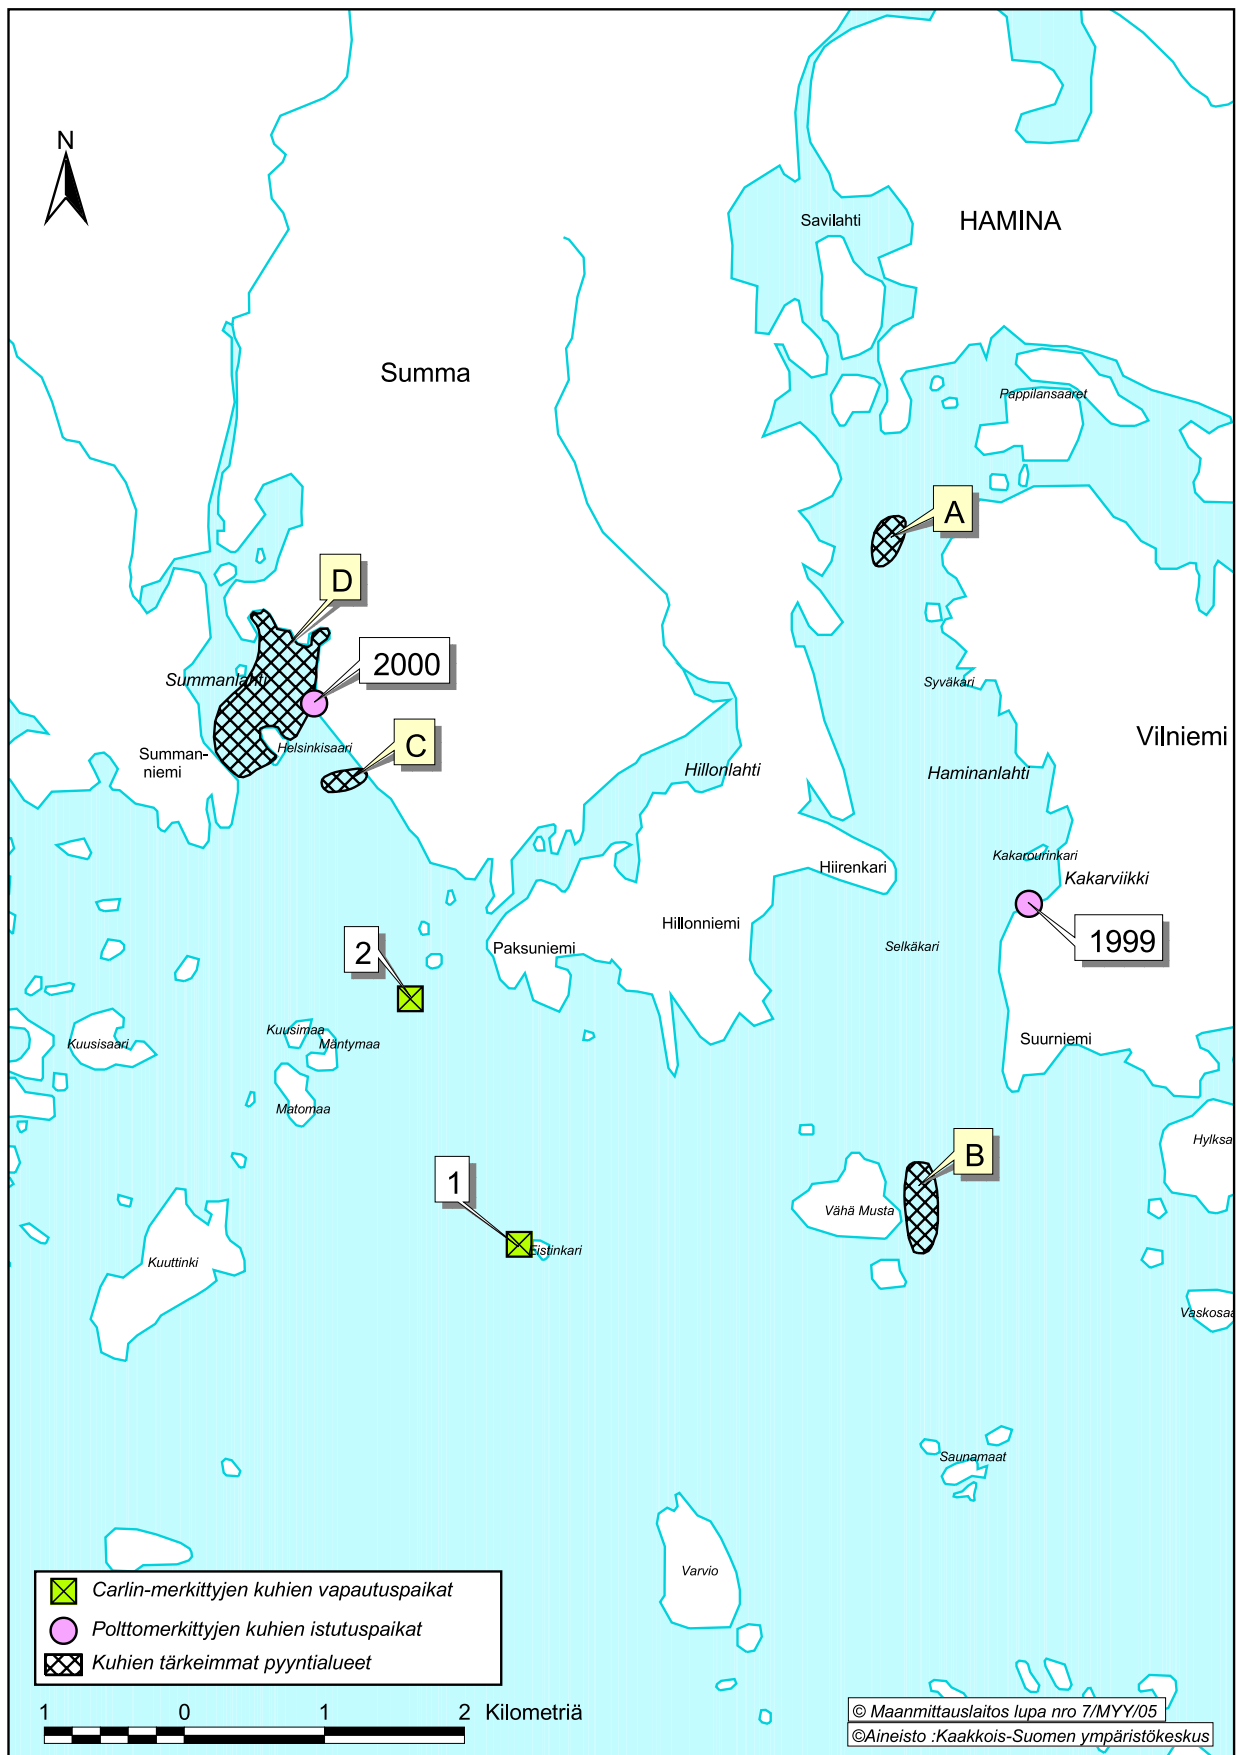 N
Savilahti
HAMINA
Summa
Pappilansaaret
A
D
2000
Summanlahti
Syväkari
Vilniemi
Summan-
niemi
Helsinkisaari
C
Hillonlahti
Haminanlahti
Kakarourinkari
Hiirenkari
Kakarviikki
Hillonniemi
1999
2
Paksuniemi
Selkäkari
Kuusimaa
Mäntymaa
Kuusisaari
Suurniemi
Matomaa
Hylksa
B
1
Vähä Musta
Eistinkari
Kuuttinki
Vaskosaa
Saunamaat
Varvio
Carlin-merkittyjen kuhien vapautuspaikat
Polttomerkittyjen kuhien istutuspaikat
Kuhien tärkeimmat pyyntialueet
1 0 1 2 Kilometriä
© Maanmittauslaitos lupa nro 7/MYY/05
©Aineisto :Kaakkois-Suomen ympäristökeskus